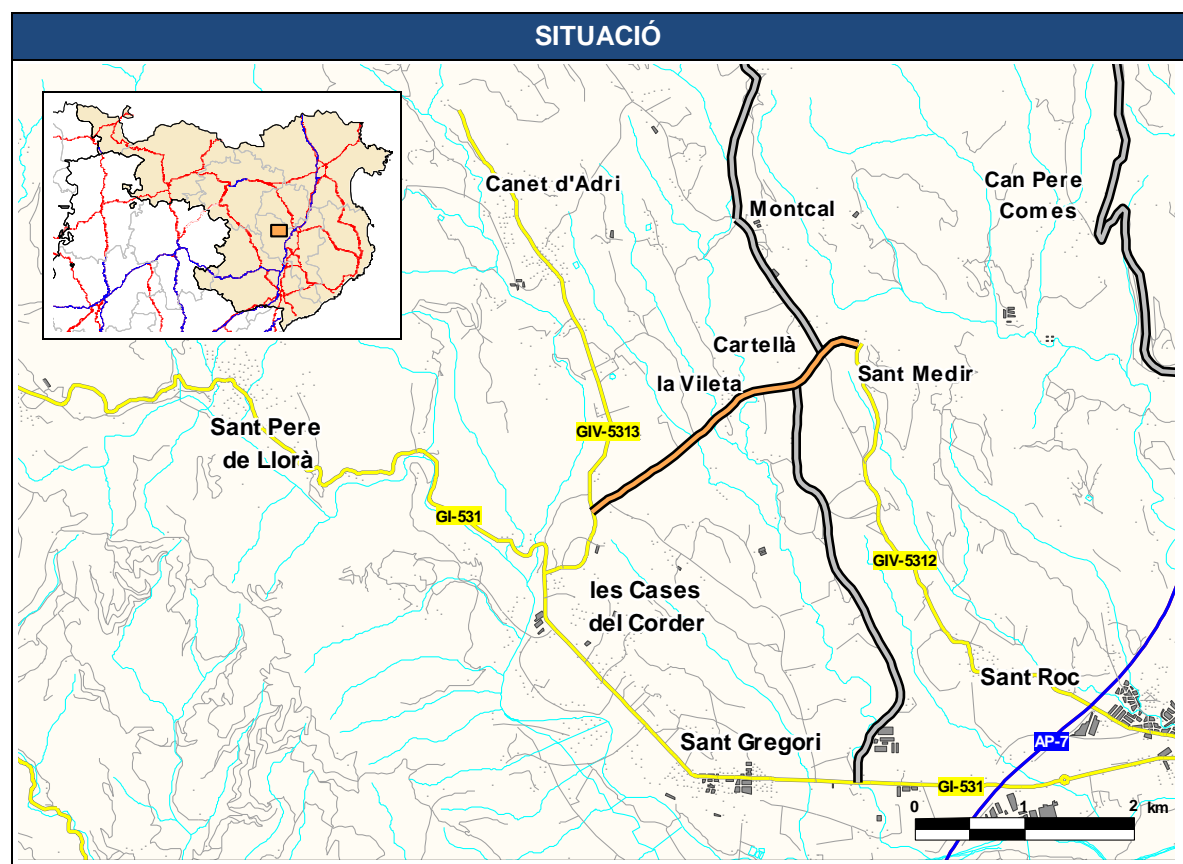 SITUACIÓ
Canet d'Adri
Montcal
Can Pere
Comes
Cartellà
la Vileta
Sant Medir
Sant Pere
de Llorà
GIV-5313
GI-531
GIV-5312
les Cases
del Corder
Sant Roc
Sant Gregori
AP-7
GI-531
0 1 2 km